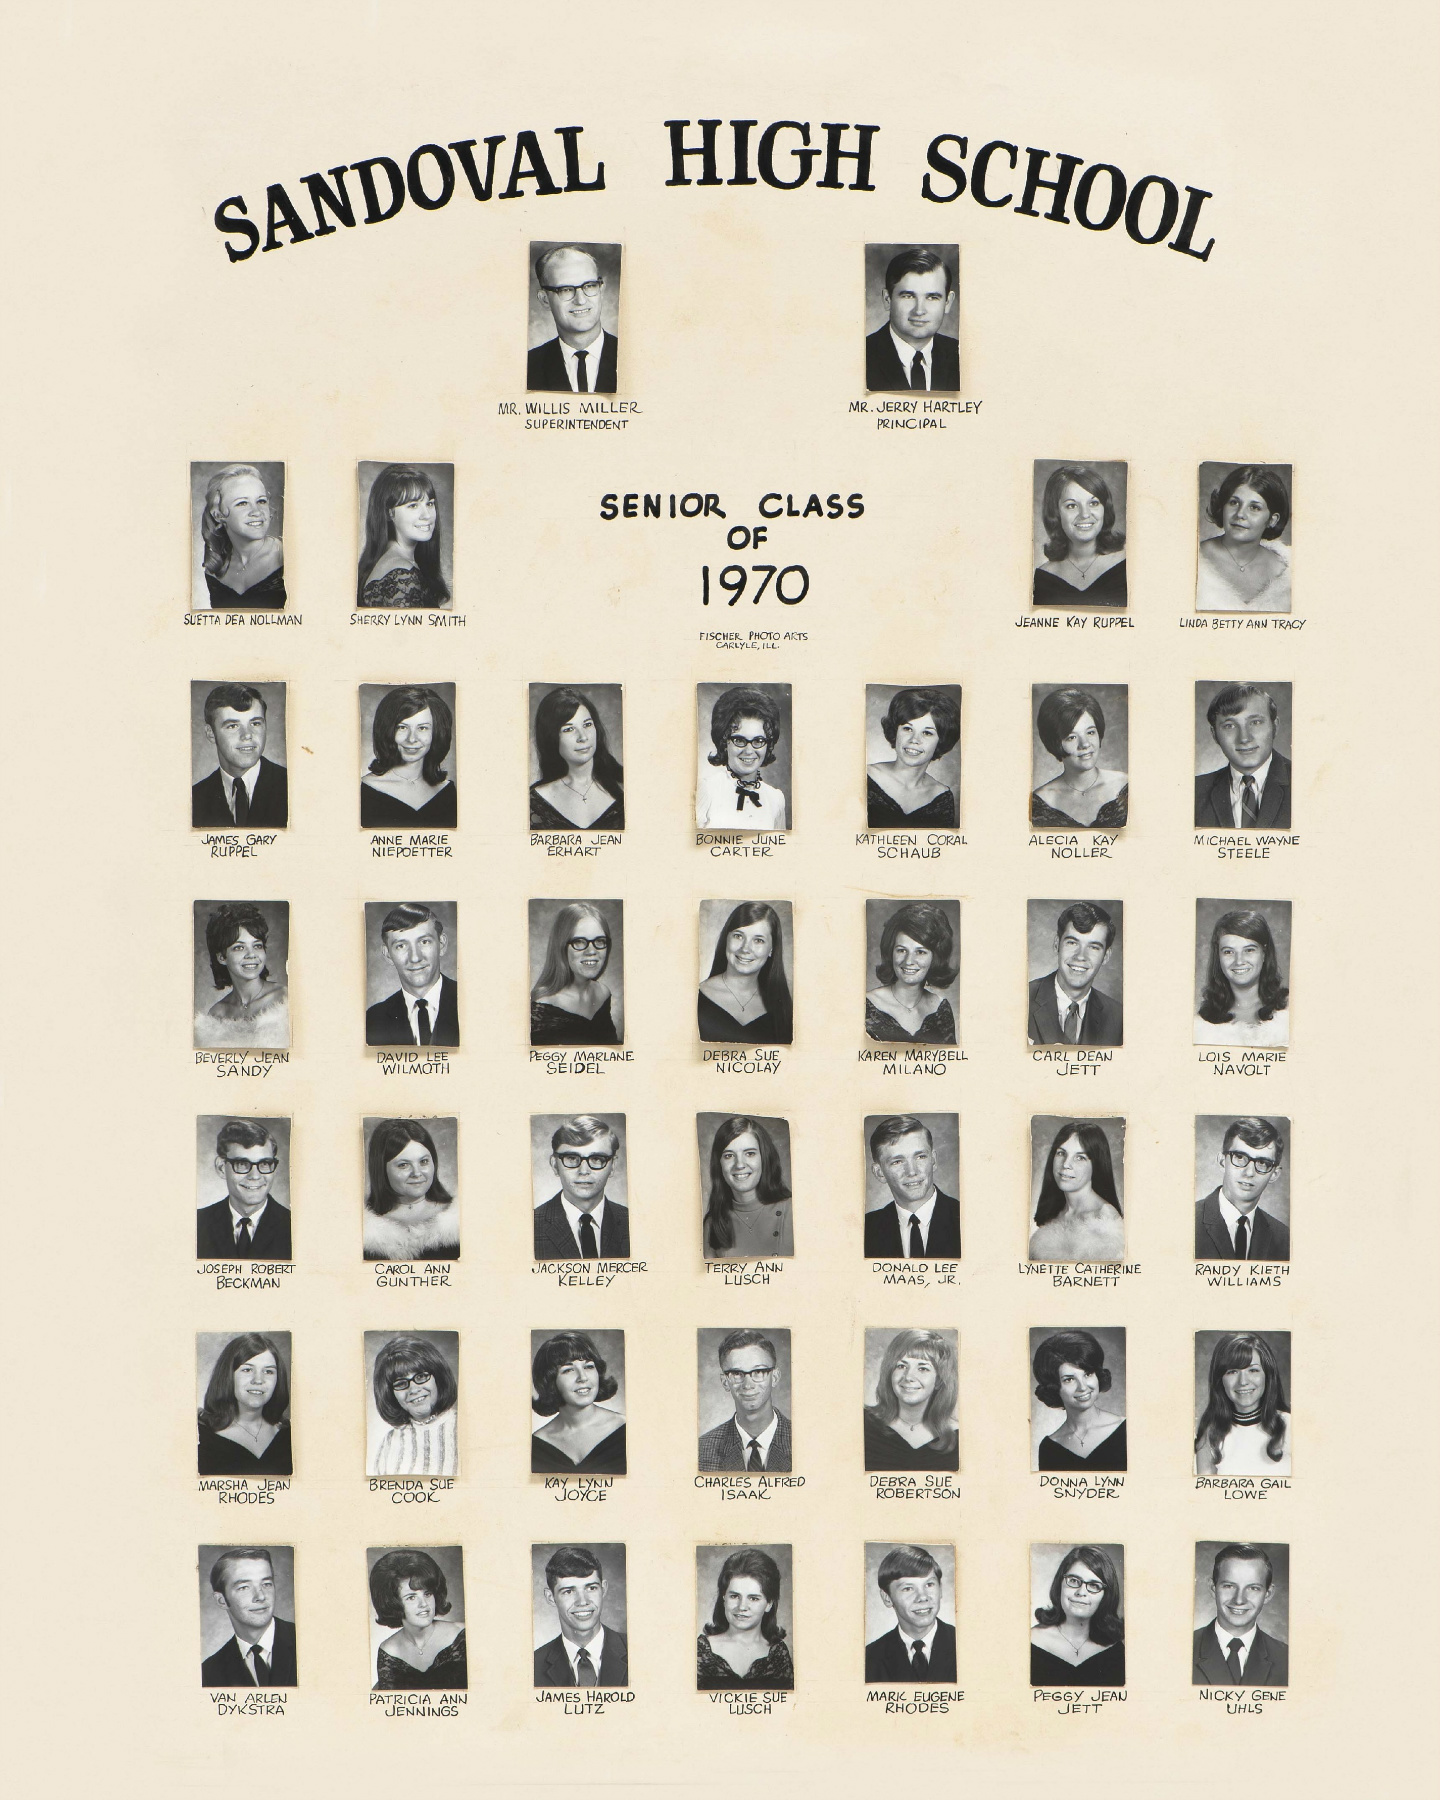 SANDOVAL HIGH SCHOOL
MR. WILLIS MILLER
SUPERINTENDENT
MR. JERRY HARTLEY
PRINCIPAL
SENIOR CLASS
OF
1970
FISCHER PHOTO ARTS
CARLYLE, ILL.
SUETTA DEA NOLLMAN
SHERRY LYNN SMITH
JEANNE KAY RUPPEL
LINDA BETTY ANN TRACY
JAMES GARY
RUPPEL
ANNE MARIE
NIEPOETTER
BARBARA JEAN
ERHART
BONNIE JUNE
CARTER
KATHLEEN CORAL
SCHAUB
ALECIA KAY
NOLLER
MICHAEL WAYNE
STEELE
BEVERLY JEAN
SANDY
DAVID LEE
WILMOTH
PEGGY MARLANE
SEIDEL
DEBRA SUE
NICOLAY
KAREN MARYBELL
MILANO
CARL DEAN
JETT
LOIS MARIE
NAVOLT
JOSEPH ROBERT
BECKMAN
CAROL ANN
GUNTHER
JACKSON MERCER
KELLEY
TERRY ANN
LUSCH
DONALD LEE
MAAS, JR.
LYNETTE CATHERINE
BARNETT
RANDY KIETH
WILLIAMS
MARSHA JEAN
RHODES
BRENDA SUE
COOK
KAY LYNN
JOYCE
CHARLES ALFRED
ISAAK
DEBRA SUE
ROBERTSON
DONNA LYNN
SNYDER
BARBARA GAIL
LOWE
VAN ARLEN
DYKSTRA
PATRICIA ANN
JENNINGS
JAMES HAROLD
LUTZ
VICKIE SUE
LUSCH
MARK EUGENE
RHODES
PEGGY JEAN
JETT
NICKY GENE
UHLS